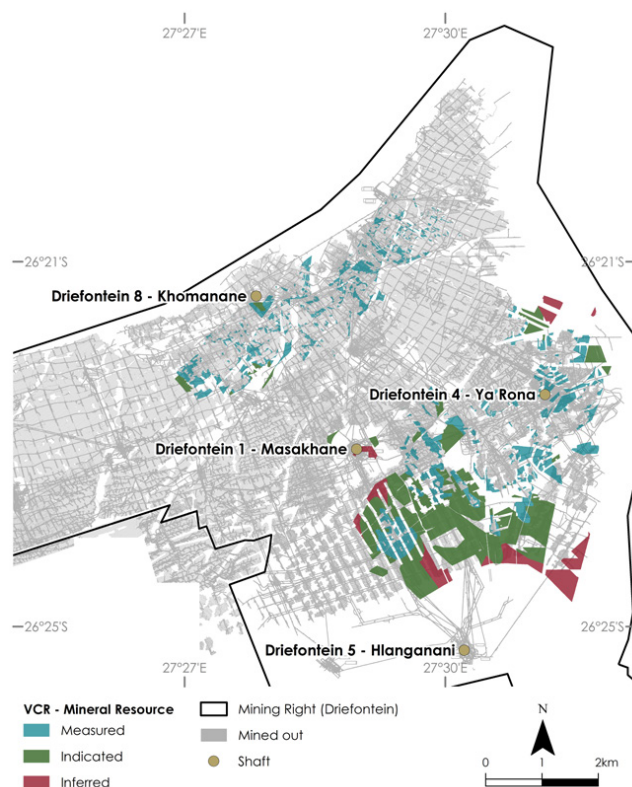 27°27'E
27°30'E
26°21'S
26°21'S
Driefontein 8 - Khomanane
Driefontein 4 - Ya Rona
Driefontein 1 - Masakhane
26°25'S
26°25'S
Driefontein 5 - Hlanganani
27°27'E
27°30'E
VCR - Mineral Resource
Measured
Indicated
Inferred
Mining Right (Driefontein)
Mined out
Shaft
N
0 1 2km